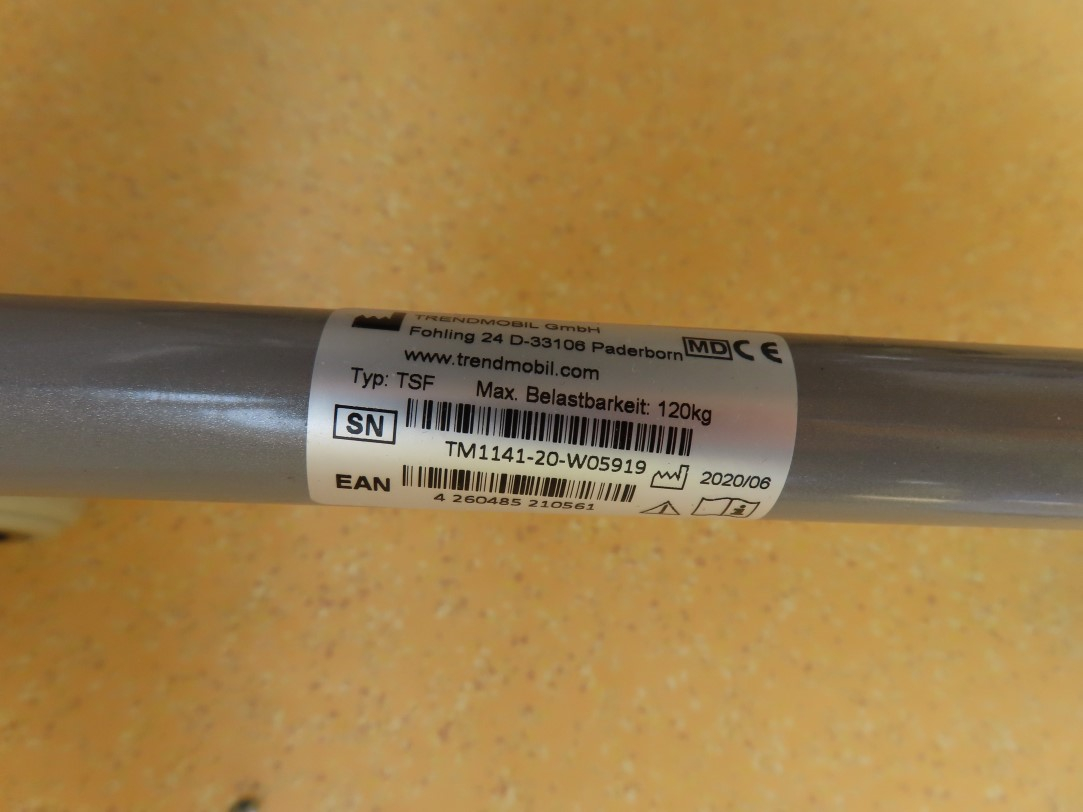 TRENDMOBIL GmbH
Fohling 24 D-33106 Paderborn
MD CE
www.trendmobil.com
Typ: TSF Max. Belastbarkeit: 120kg
SN
TM1141-20-W05919
2020/06
EAN
4 260485 210561